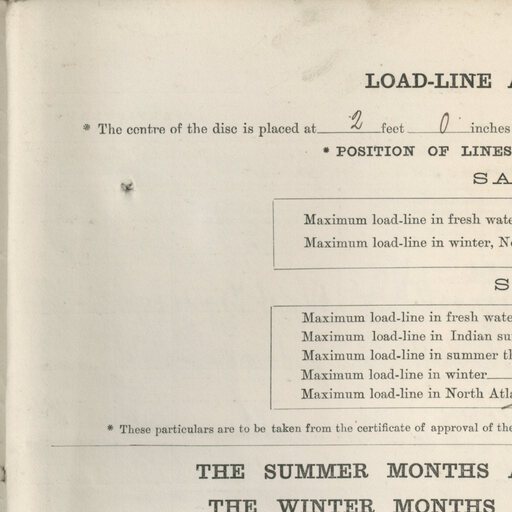 LOAD-LINE
* The centre of the disc is placed at 2 feet 0 inches
* POSITION OF LINES
SA
Maximum load-line in fresh wate
Maximum load-line in winter, No
S
Maximum load-line in fresh wate
Maximum load-line in Indian su
Maximum load-line in summer th
Maximum load-line in winter
Maximum load-line in North Atla
* These particulars are to be taken from the certificate of approval of the
THE SUMMER MONTHS
THE WINTER MONTHS